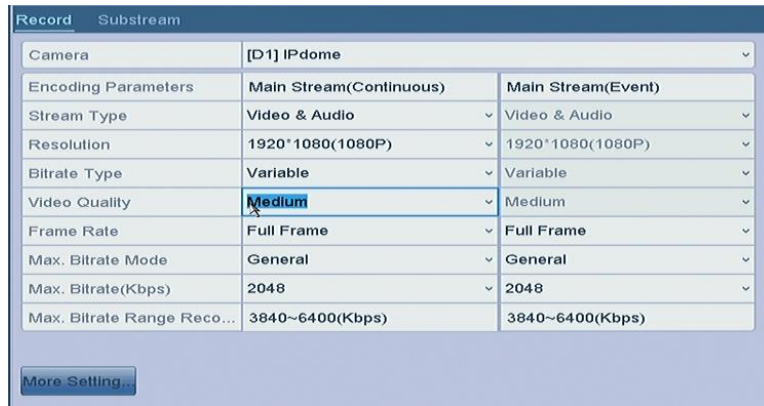 Record Substream
Camera [D1] IPdome
Encoding Parameters Main Stream(Continuous) Main Stream(Event)
Stream Type Video & Audio Video & Audio
Resolution 1920*1080(1080P) 1920*1080(1080P)
Bitrate Type Variable Variable
Video Quality Medium Medium
Frame Rate Full Frame Full Frame
Max. Bitrate Mode General General
Max. Bitrate(Kbps) 2048 2048
Max. Bitrate Range Reco... 3840~6400(Kbps) 3840~6400(Kbps)
More Setting...